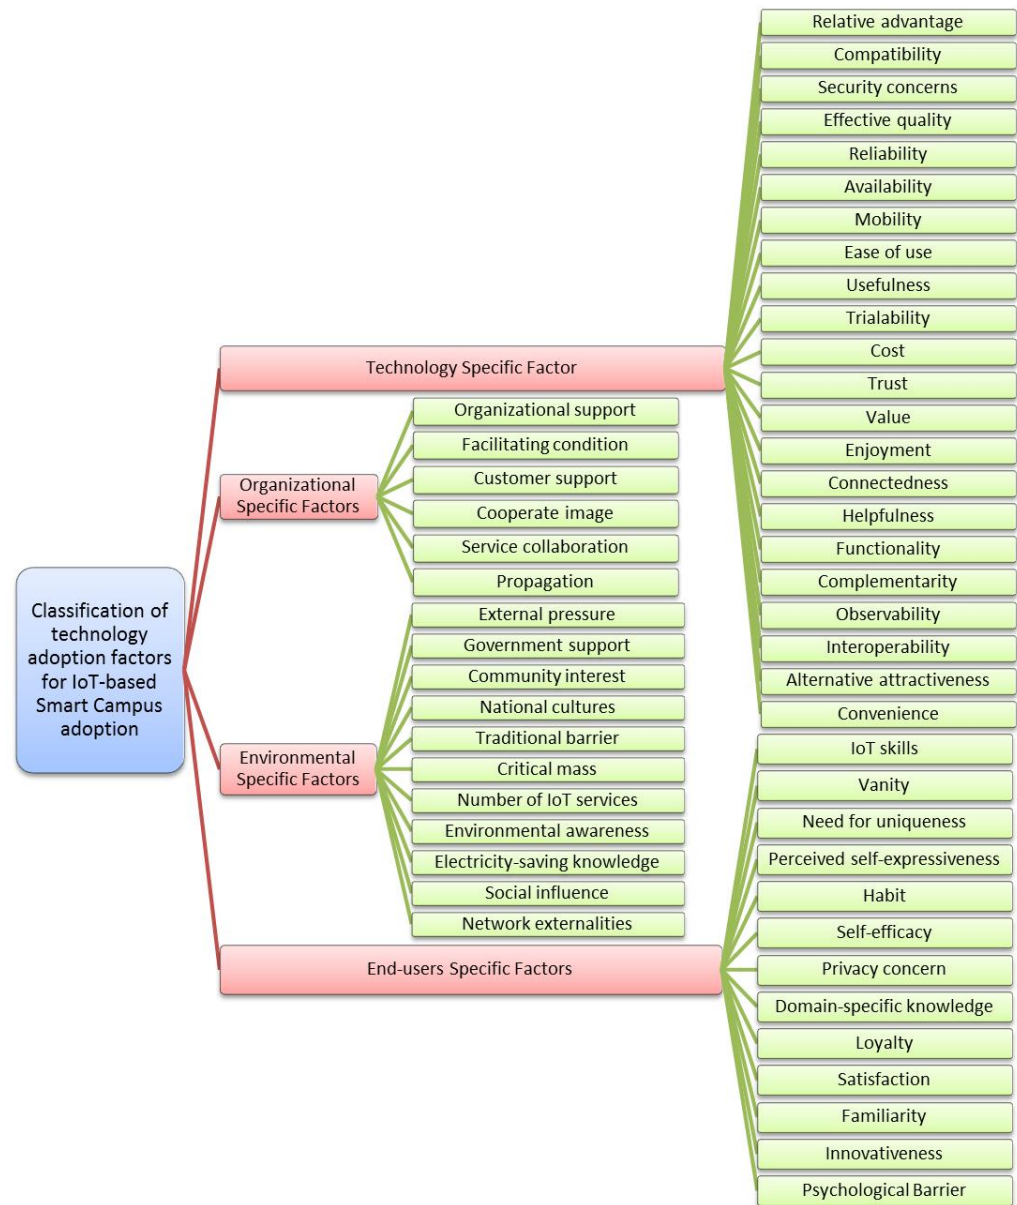 Classification of
technology
adoption factors
for IoT-based
Smart Campus
adoption
Technology Specific Factor
Relative advantage
Compatibility
Security concerns
Effective quality
Reliability
Availability
Mobility
Ease of use
Usefulness
Trialability
Cost
Trust
Value
Enjoyment
Connectedness
Helpfulness
Functionality
Complementarity
Observability
Interoperability
Alternative attractiveness
Convenience
Organizational
Specific Factors
Organizational support
Facilitating condition
Customer support
Cooperate image
Service collaboration
Propagation
Environmental
Specific Factors
External pressure
Government support
Community interest
National cultures
Traditional barrier
Critical mass
Number of IoT services
Environmental awareness
Electricity-saving knowledge
Social influence
Network externalities
End-users Specific Factors
IoT skills
Vanity
Need for uniqueness
Perceived self-expressiveness
Habit
Self-efficacy
Privacy concern
Domain-specific knowledge
Loyalty
Satisfaction
Familiarity
Innovativeness
Psychological Barrier